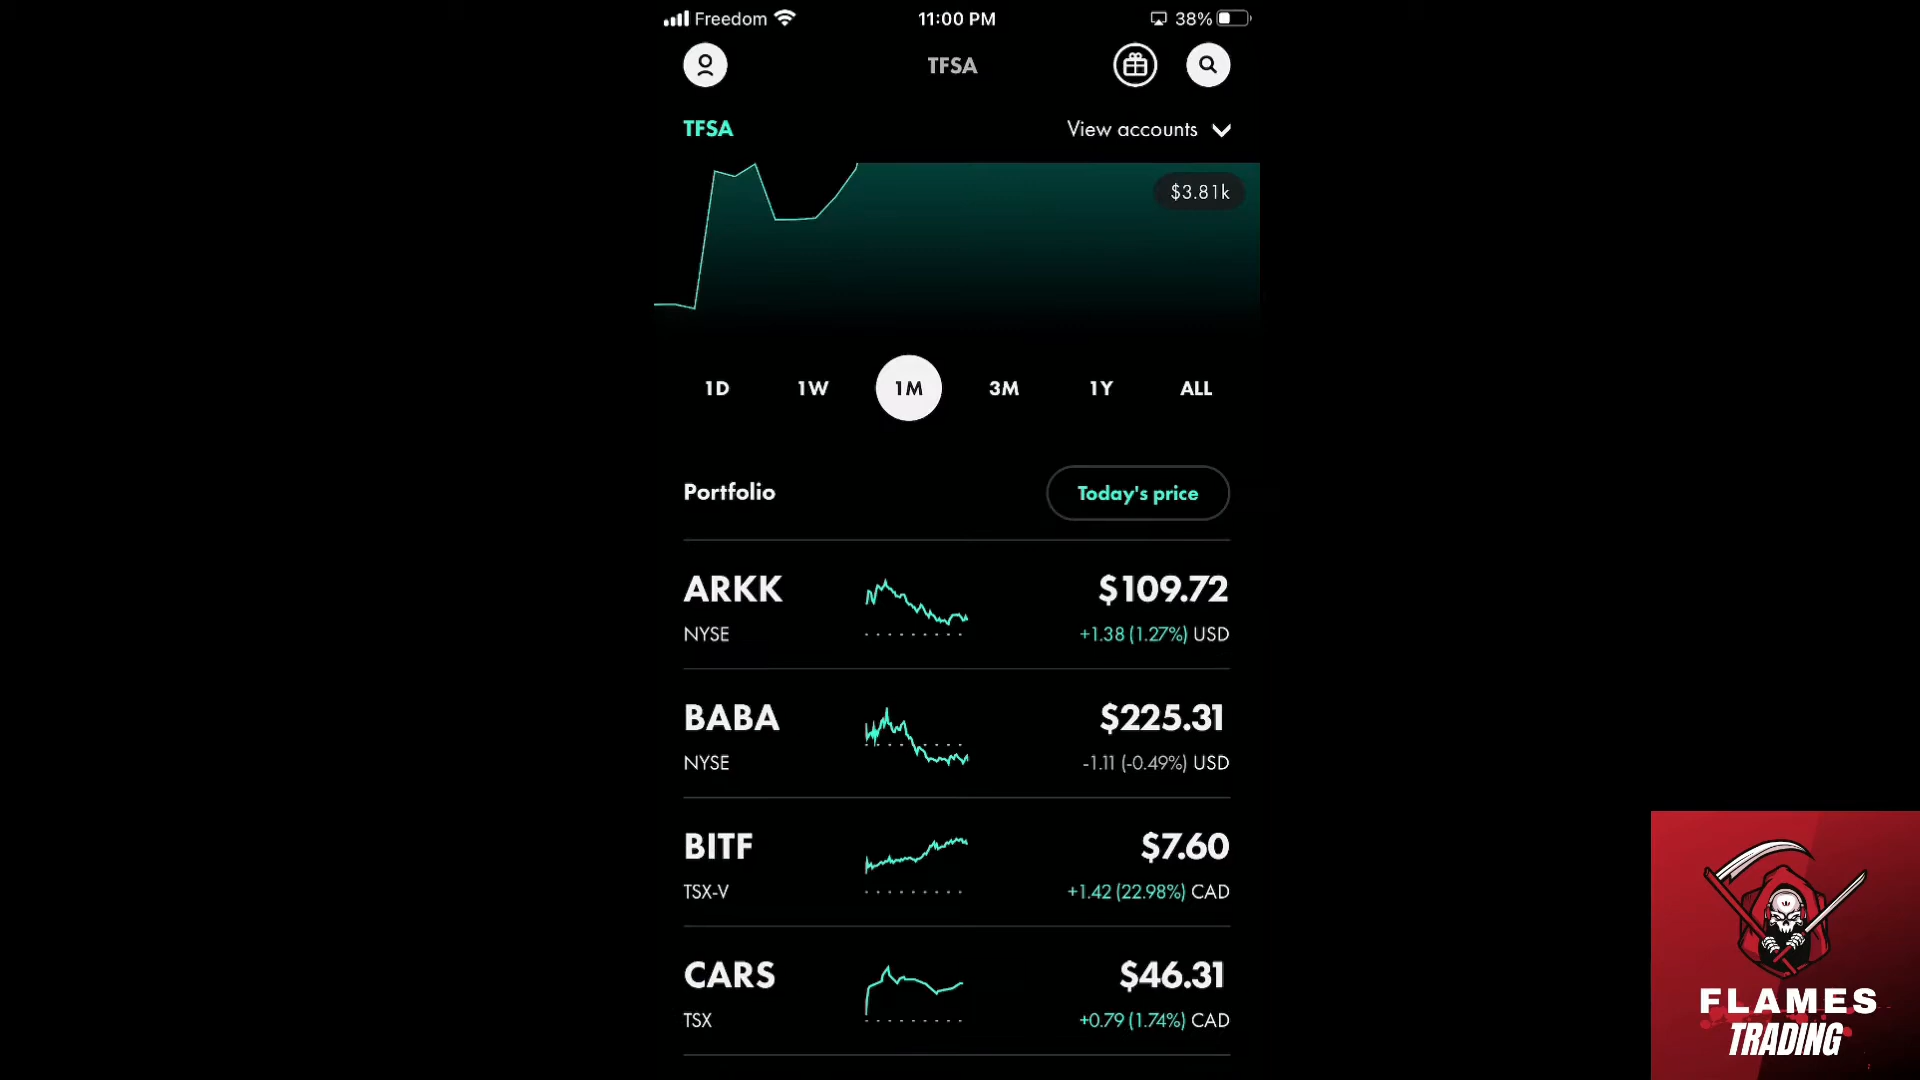 Freedom 11:00 PM 38%
TFSA
TFSA View accounts
$3.81k
1D 1W 1M 3M 1Y ALL
Portfolio Today's price
ARKK $109.72
NYSE +1.38 (1.27%) USD
BABA $225.31
NYSE -1.11 (-0.49%) USD
BITF $7.60
TSX-V +1.42 (22.98%) CAD
CARS $46.31
TSX +0.79 (1.74%) CAD
FLAMES
TRADING